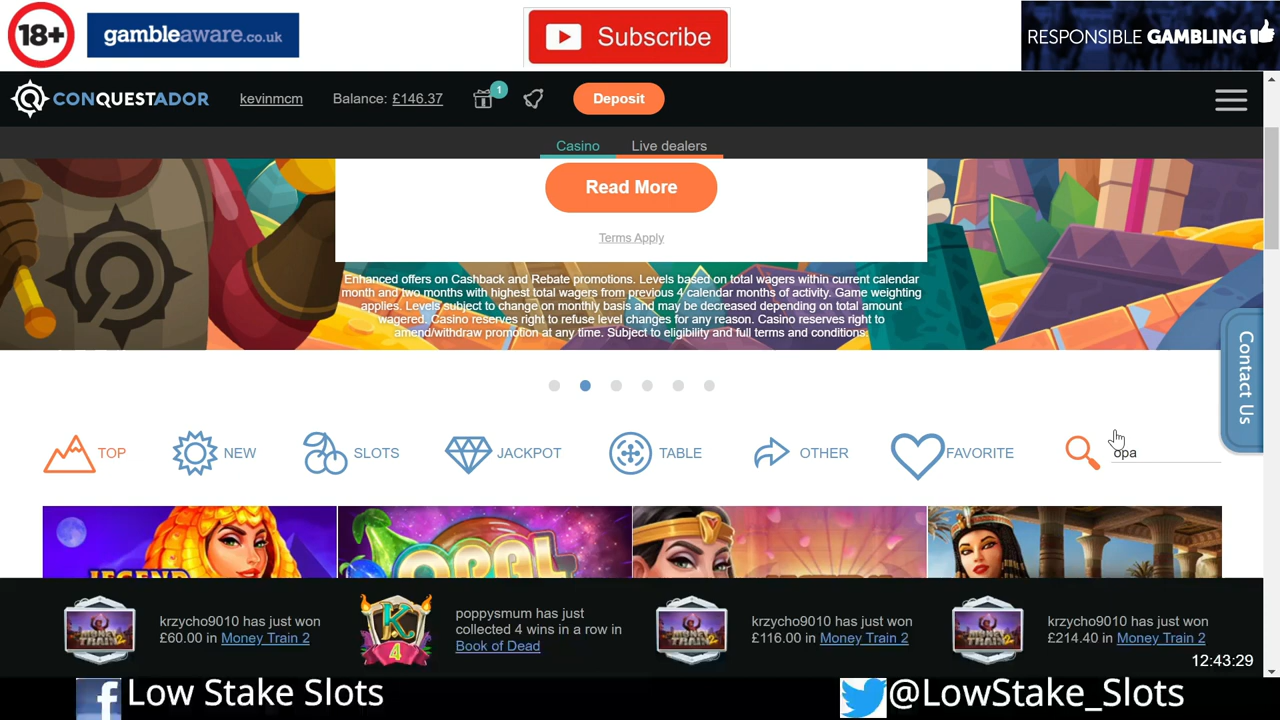 18+
gambleaware.co.uk
Subscribe
RESPONSIBLE GAMBLING
CONQUESTADOR
kevinmcm
Balance: £146.37
1
Deposit
Casino
Live dealers
Read More
Terms Apply
Enhanced offers on Cashback and Rebate promotions. Levels based on total wagers within current calendar
month and two months with highest total wagers from previous 4 calendar months of activity. Game weighting
applies. Levels subject to change on monthly basis and may be decreased depending on total amount
wagered. Casino reserves right to refuse level changes for any reason. Casino reserves right to
amend/withdraw promotion at any time. Subject to eligibility and full terms and conditions.
Contact Us
TOP
NEW
SLOTS
JACKPOT
TABLE
OTHER
FAVORITE
opa
LEGEND
OPAL
krzycho9010 has just won
£60.00 in Money Train 2
K
4
poppysmum has just
collected 4 wins in a row in
Book of Dead
krzycho9010 has just won
£116.00 in Money Train 2
krzycho9010 has just won
£214.40 in Money Train 2
12:43:29
f Low Stake Slots
@LowStake_Slots